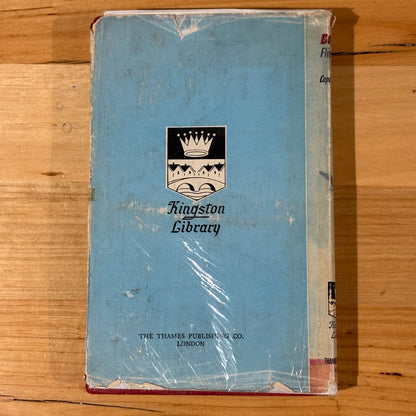 Kingston
Library
THE THAMES PUBLISHING CO.
LONDON